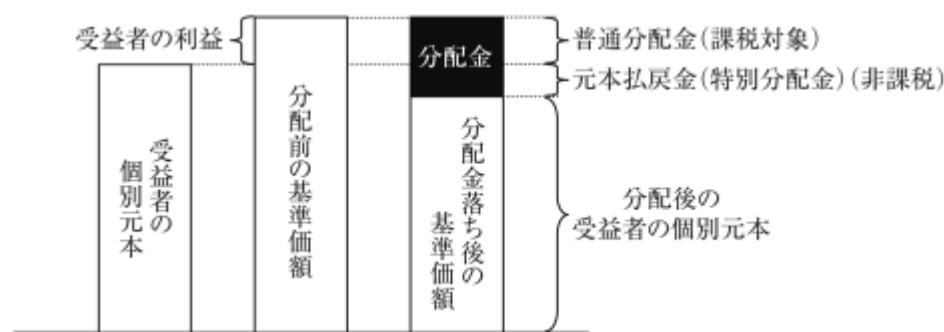 受益者の利益
分配金
普通分配金(課税対象)
元本払戻金(特別分配金)(非課税)
受益者の
個別元本
分配前の基準価額
分配金落ち後の
基準価額
分配後の
受益者の個別元本